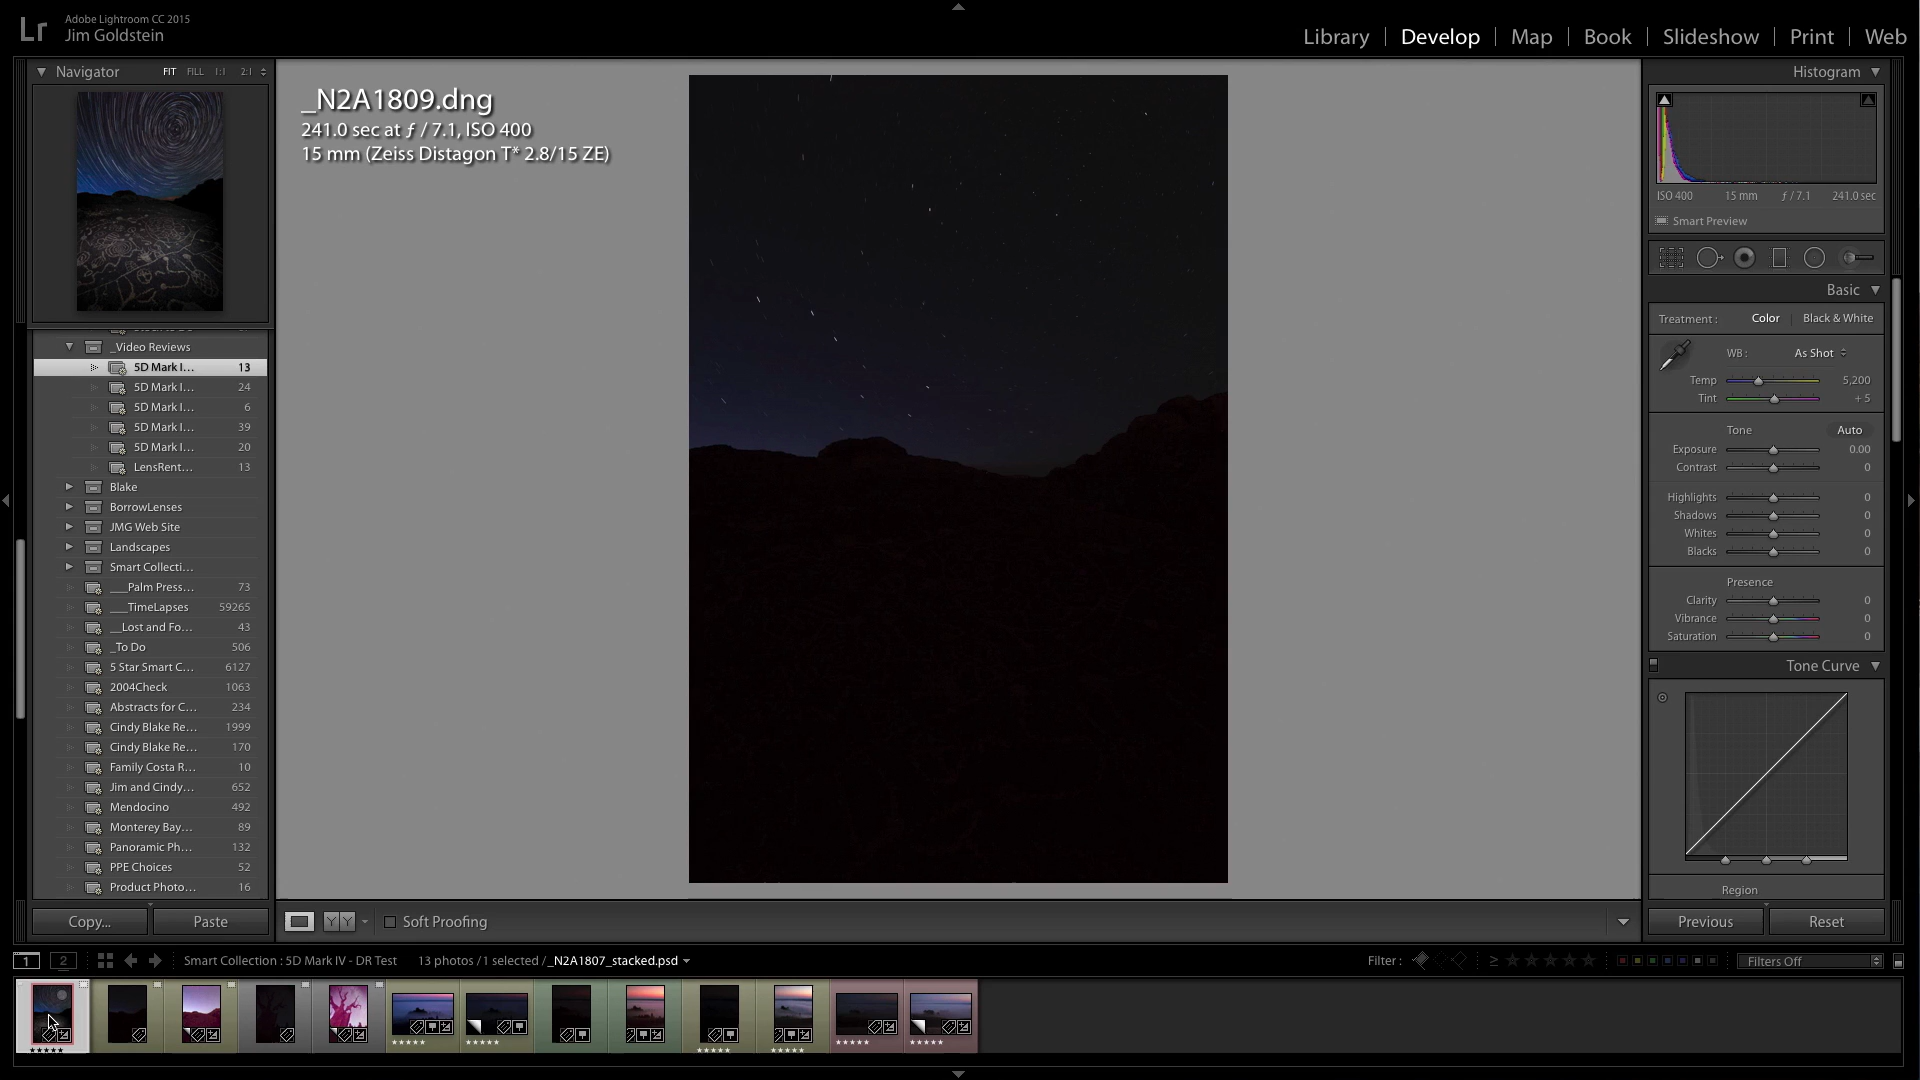 Lr
Adobe Lightroom CC 2015
Jim Goldstein
Library | Develop | Map | Book | Slideshow | Print | Web
Navigator FIT FILL 1:1 2:1
_Video Reviews
5D Mark I... 13
5D Mark I... 24
5D Mark I... 6
5D Mark I... 39
5D Mark I... 20
LensRent... 13
Blake
BorrowLenses
JMG Web Site
Landscapes
Smart Collecti...
___Palm Press... 73
___TimeLapses 59265
__Lost and Fo... 43
_To Do 506
5 Star Smart C... 6127
2004Check 1063
Abstracts for C... 234
Cindy Blake Re... 1999
Cindy Blake Re... 170
Family Costa R... 10
Jim and Cindy... 652
Mendocino 492
Monterey Bay... 89
Panoramic Ph... 132
PPE Choices 52
Product Photo... 16
Copy... Paste
_N2A1809.dng
241.0 sec at ƒ / 7.1, ISO 400
15 mm (Zeiss Distagon T* 2.8/15 ZE)
Y Y Soft Proofing
Histogram
ISO 400 15 mm ƒ / 7.1 241.0 sec
Smart Preview
Basic
Treatment : Color Black & White
WB : As Shot
Temp 5,200
Tint + 5
Tone Auto
Exposure 0.00
Contrast 0
Highlights 0
Shadows 0
Whites 0
Blacks 0
Presence
Clarity 0
Vibrance 0
Saturation 0
Tone Curve
Region
Previous Reset
1 2 Smart Collection : 5D Mark IV - DR Test 13 photos / 1 selected / _N2A1807_stacked.psd Filter : ≥ ★★★★★ Filters Off